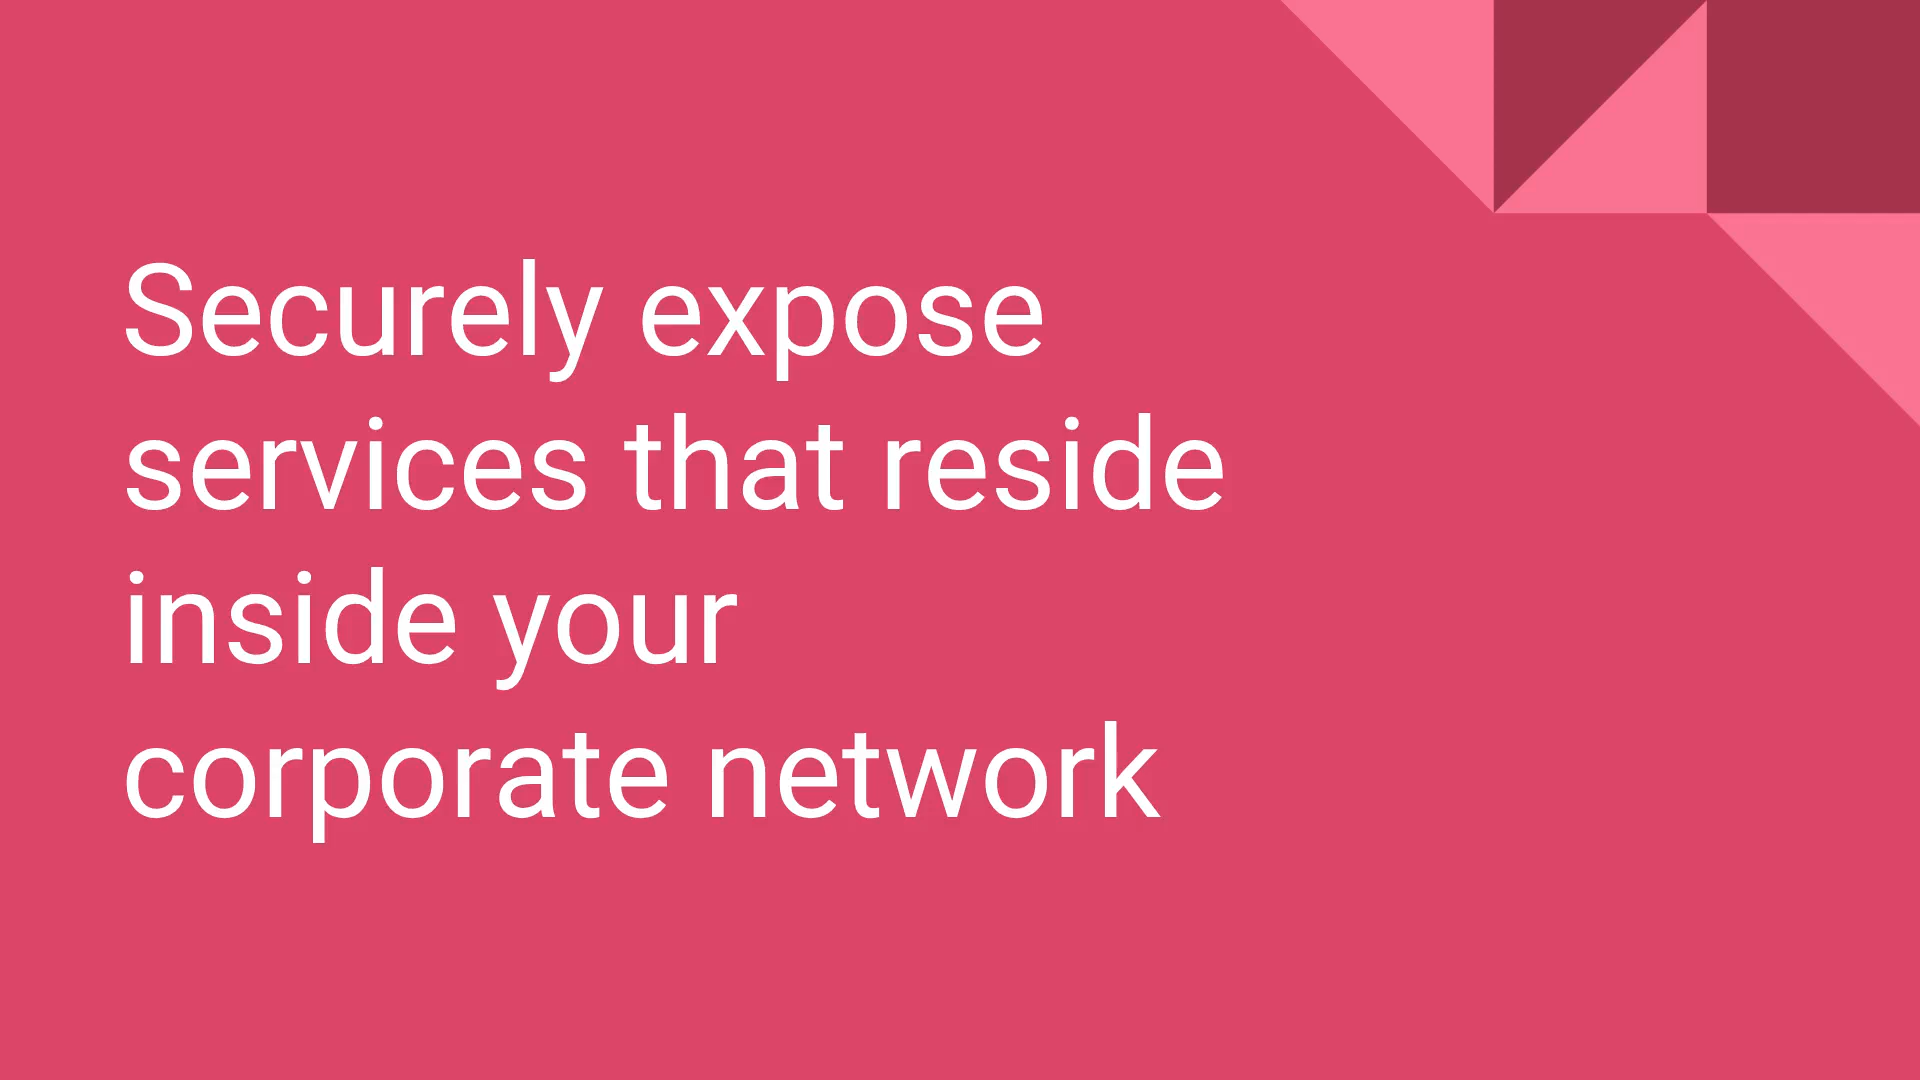 Securely expose
services that reside
inside your
corporate network